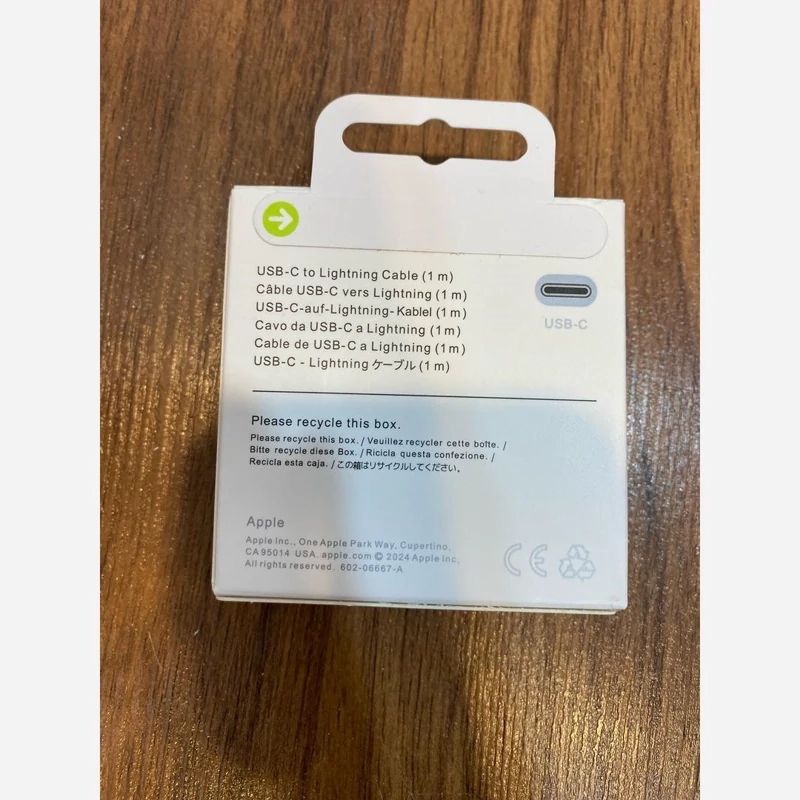 USB-C to Lightning Cable (1 m)
Câble USB-C vers Lightning (1 m)
USB-C-auf-Lightning-Kablel (1 m)
Cavo da USB-C a Lightning (1 m)
Cable de USB-C a Lightning (1 m)
USB-C - Lightning ケーブル (1 m)
USB-C
Please recycle this box.
Please recycle this box. / Veuillez recycler cette boîte. /
Bitte recycle diese Box. / Ricicla questa confezione. /
Recicla esta caja. / この箱はリサイクルしてください。
Apple
Apple Inc., One Apple Park Way, Cupertino,
CA 95014 USA. apple.com © 2024 Apple Inc.
All rights reserved. 602-06667-A
CE